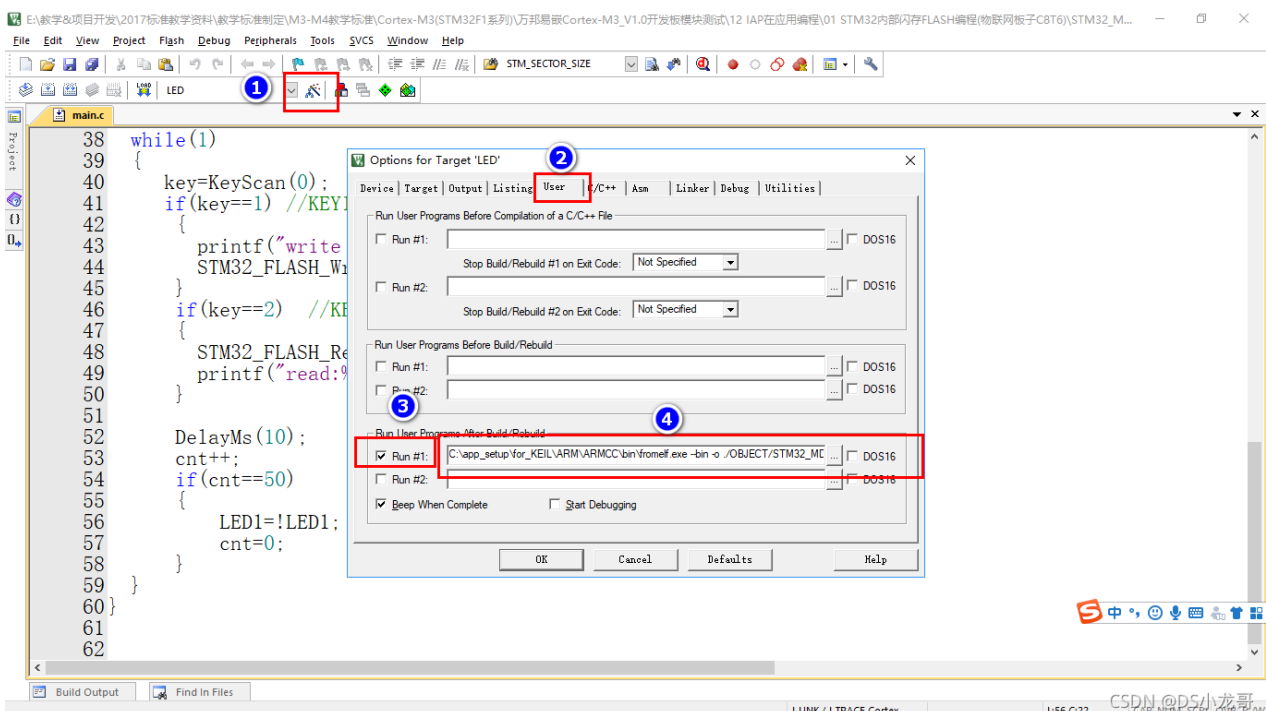 E:\教学&项目开发\2017标准教学资料\教学标准制定\M3-M4教学标准\Cortex-M3(STM32F1系列)\万邦易嵌Cortex-M3_V1.0开发板模块测试\12 IAP在应用编程\01 STM32内部闪存FLASH编程(物联网板子C8T6)\STM32_M...
File Edit View Project Flash Debug Peripherals Tools SVCS Window Help
STM_SECTOR_SIZE
LOAD LED 1
main.c
Project
38 while(1)
39 {
40 key=KeyScan(0);
41 if(key==1) //KEY1
42 {
43 printf("write
44 STM32_FLASH_Wr
45 }
46 if(key==2) //KE
47 {
48 STM32_FLASH_Re
49 printf("read:%
50 }
51
52 DelayMs(10);
53 cnt++;
54 if(cnt==50)
55 {
56 LED1=!LED1;
57 cnt=0;
58 }
59 }
60 }
61
62
Options for Target 'LED'
2
Device Target Output Listing User C/C++ Asm Linker Debug Utilities
Run User Programs Before Compilation of a C/C++ File
Run #1: ... DOS16
Stop Build/Rebuild #1 on Exit Code: Not Specified
Run #2: ... DOS16
Stop Build/Rebuild #2 on Exit Code: Not Specified
Run User Programs Before Build/Rebuild
Run #1: ... DOS16
Run #2: ... DOS16
3 4
Run User Programs After Build/Rebuild
Run #1: C:\app_setup\for_KEIL\ARM\ARMCC\bin\fromelf.exe --bin -o ./OBJECT/STM32_MD ... DOS16
Run #2: ... DOS16
Beep When Complete Start Debugging
OK Cancel Defaults Help
中
Build Output Find In Files
CSDN @DS小龙哥
J-LINK / J-TRACE Cortex L:56 C:22